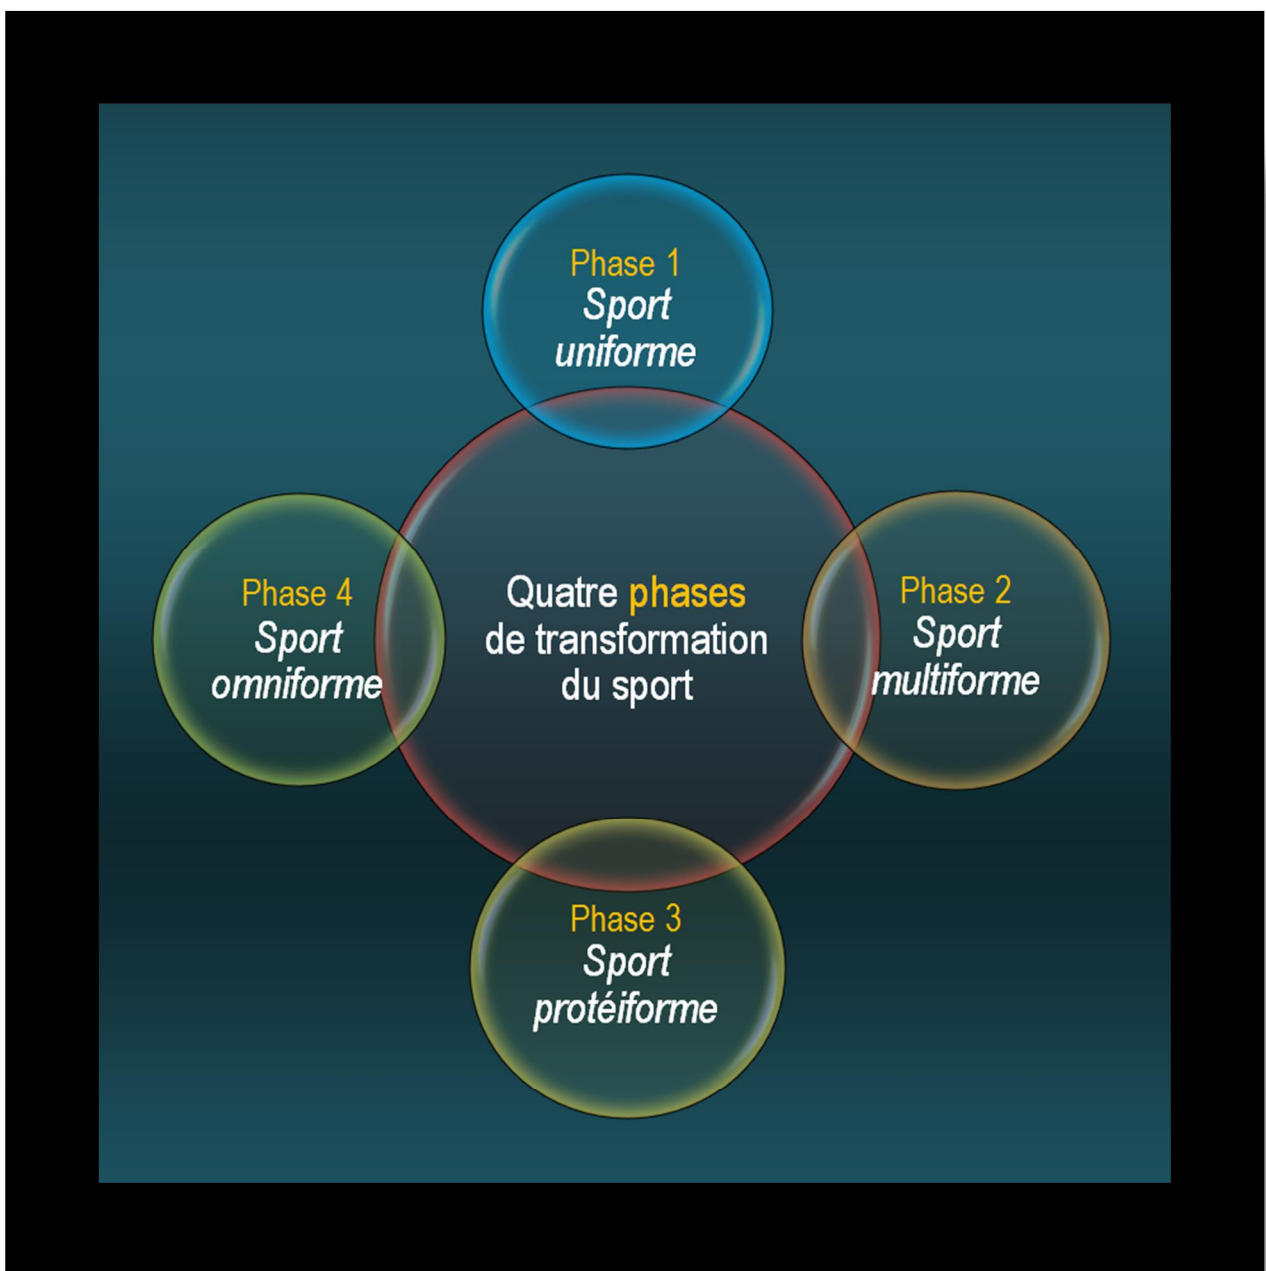 Phase 1
Sport
uniforme
Quatre phases
de transformation
du sport
Phase 2
Sport
multiforme
Phase 3
Sport
protéiforme
Phase 4
Sport
omniforme